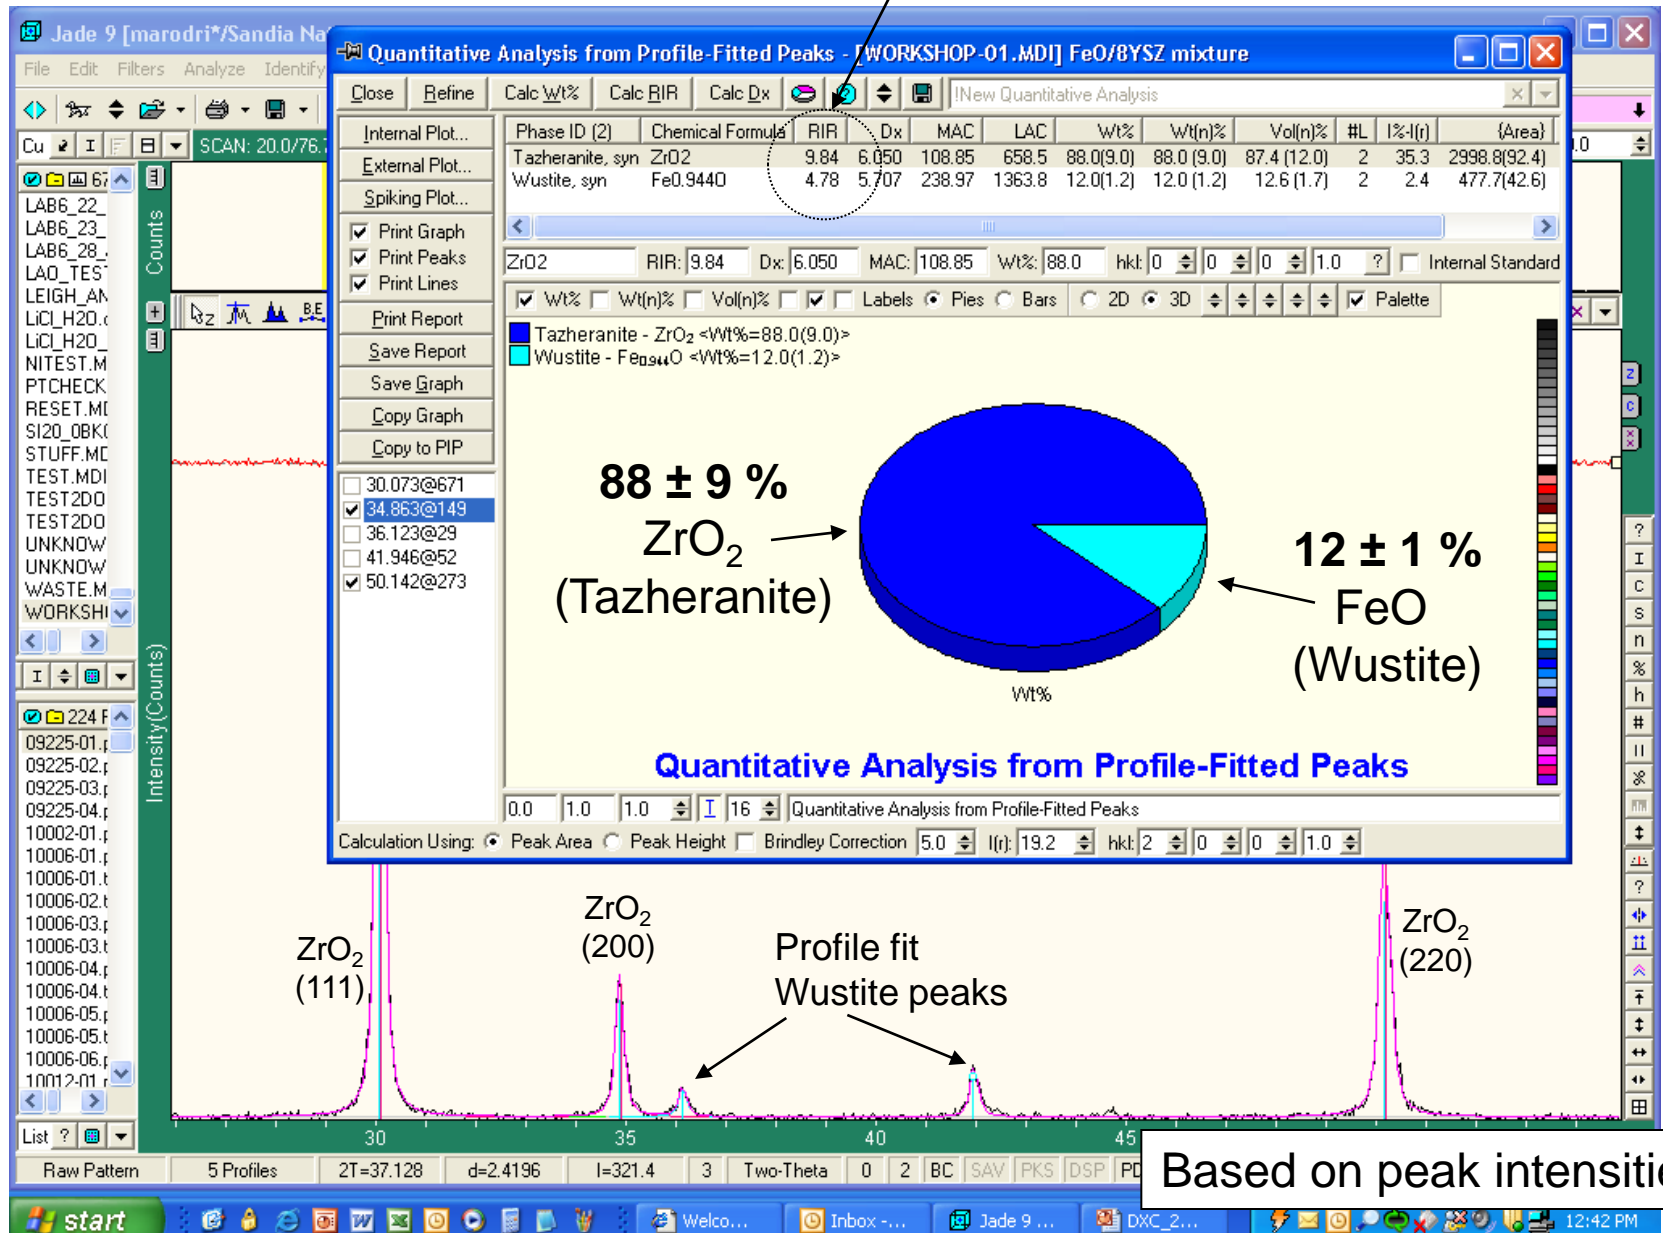 Jade 9 [marodri*/Sandia Na
File Edit Filters Analyze Identify
Quantitative Analysis from Profile-Fitted Peaks - [WORKSHOP-01.MDI] FeO/8YSZ mixture
Close Refine Calc Wt% Calc RIR Calc Dx !New Quantitative Analysis
Cu I F SCAN: 20.0/76.
Internal Plot...
External Plot...
Spiking Plot...
Print Graph
Print Peaks
Print Lines
Print Report
Save Report
Save Graph
Copy Graph
Copy to PIP
Phase ID (2) Chemical Formula RIR Dx MAC LAC Wt% Wt(n)% Vol(n)% #L I%-I(r) {Area}
Tazheranite, syn ZrO2 9.84 6.050 108.85 658.5 88.0(9.0) 88.0 (9.0) 87.4 (12.0) 2 35.3 2998.8(92.4)
Wustite, syn Fe0.944O 4.78 5.707 238.97 1363.8 12.0(1.2) 12.0 (1.2) 12.6 (1.7) 2 2.4 477.7(42.6)
ZrO2 RIR: 9.84 Dx: 6.050 MAC: 108.85 Wt%: 88.0 hkl: 0 0 0 1.0 ? Internal Standard
Wt% Wt(n)% Vol(n)% Labels Pies Bars 2D 3D Palette
Tazheranite - ZrO₂ <Wt%=88.0(9.0)>
Wustite - Fe₀.₉₄₄O <Wt%=12.0(1.2)>
30.073@671
34.863@149
36.123@29
41.946@52
50.142@273
88 ± 9 %
ZrO₂
(Tazheranite)
12 ± 1 %
FeO
(Wustite)
Wt%
Quantitative Analysis from Profile-Fitted Peaks
0.0 1.0 1.0 I 16 Quantitative Analysis from Profile-Fitted Peaks
Calculation Using: Peak Area Peak Height Brindley Correction 5.0 I(r): 19.2 hkl: 2 0 0 1.0
67
LAB6_22_
LAB6_23_
LAB6_28_
LAO_TEST
LEIGH_AN
LiCl_H2O.
LiCl_H2O_
NITEST.M
PTCHECK
RESET.MD
SI20_0BK
STUFF.MD
TEST.MDI
TEST2DO
TEST2DO
UNKNOW
UNKNOW
WASTE.M
WORKSH
I
224 F
09225-01.p
09225-02.p
09225-03.p
09225-04.p
10002-01.p
10006-01.p
10006-01.t
10006-02.t
10006-03.p
10006-03.t
10006-04.p
10006-04.t
10006-05.p
10006-05.t
10006-06.p
10012-01
List ?
Counts
Intensity(Counts)
B.E
z
c
?
I
C
S
n
%
h
#
ZrO₂
(111)
ZrO₂
(200)
Profile fit
Wustite peaks
ZrO₂
(220)
30 35 40 45
Raw Pattern 5 Profiles 2T=37.128 d=2.4196 I=321.4 3 Two-Theta 0 2 BC SAV PKS DSP PD
Based on peak intensitie
start Welco... Inbox -... Jade 9 ... DXC_2... 12:42 PM